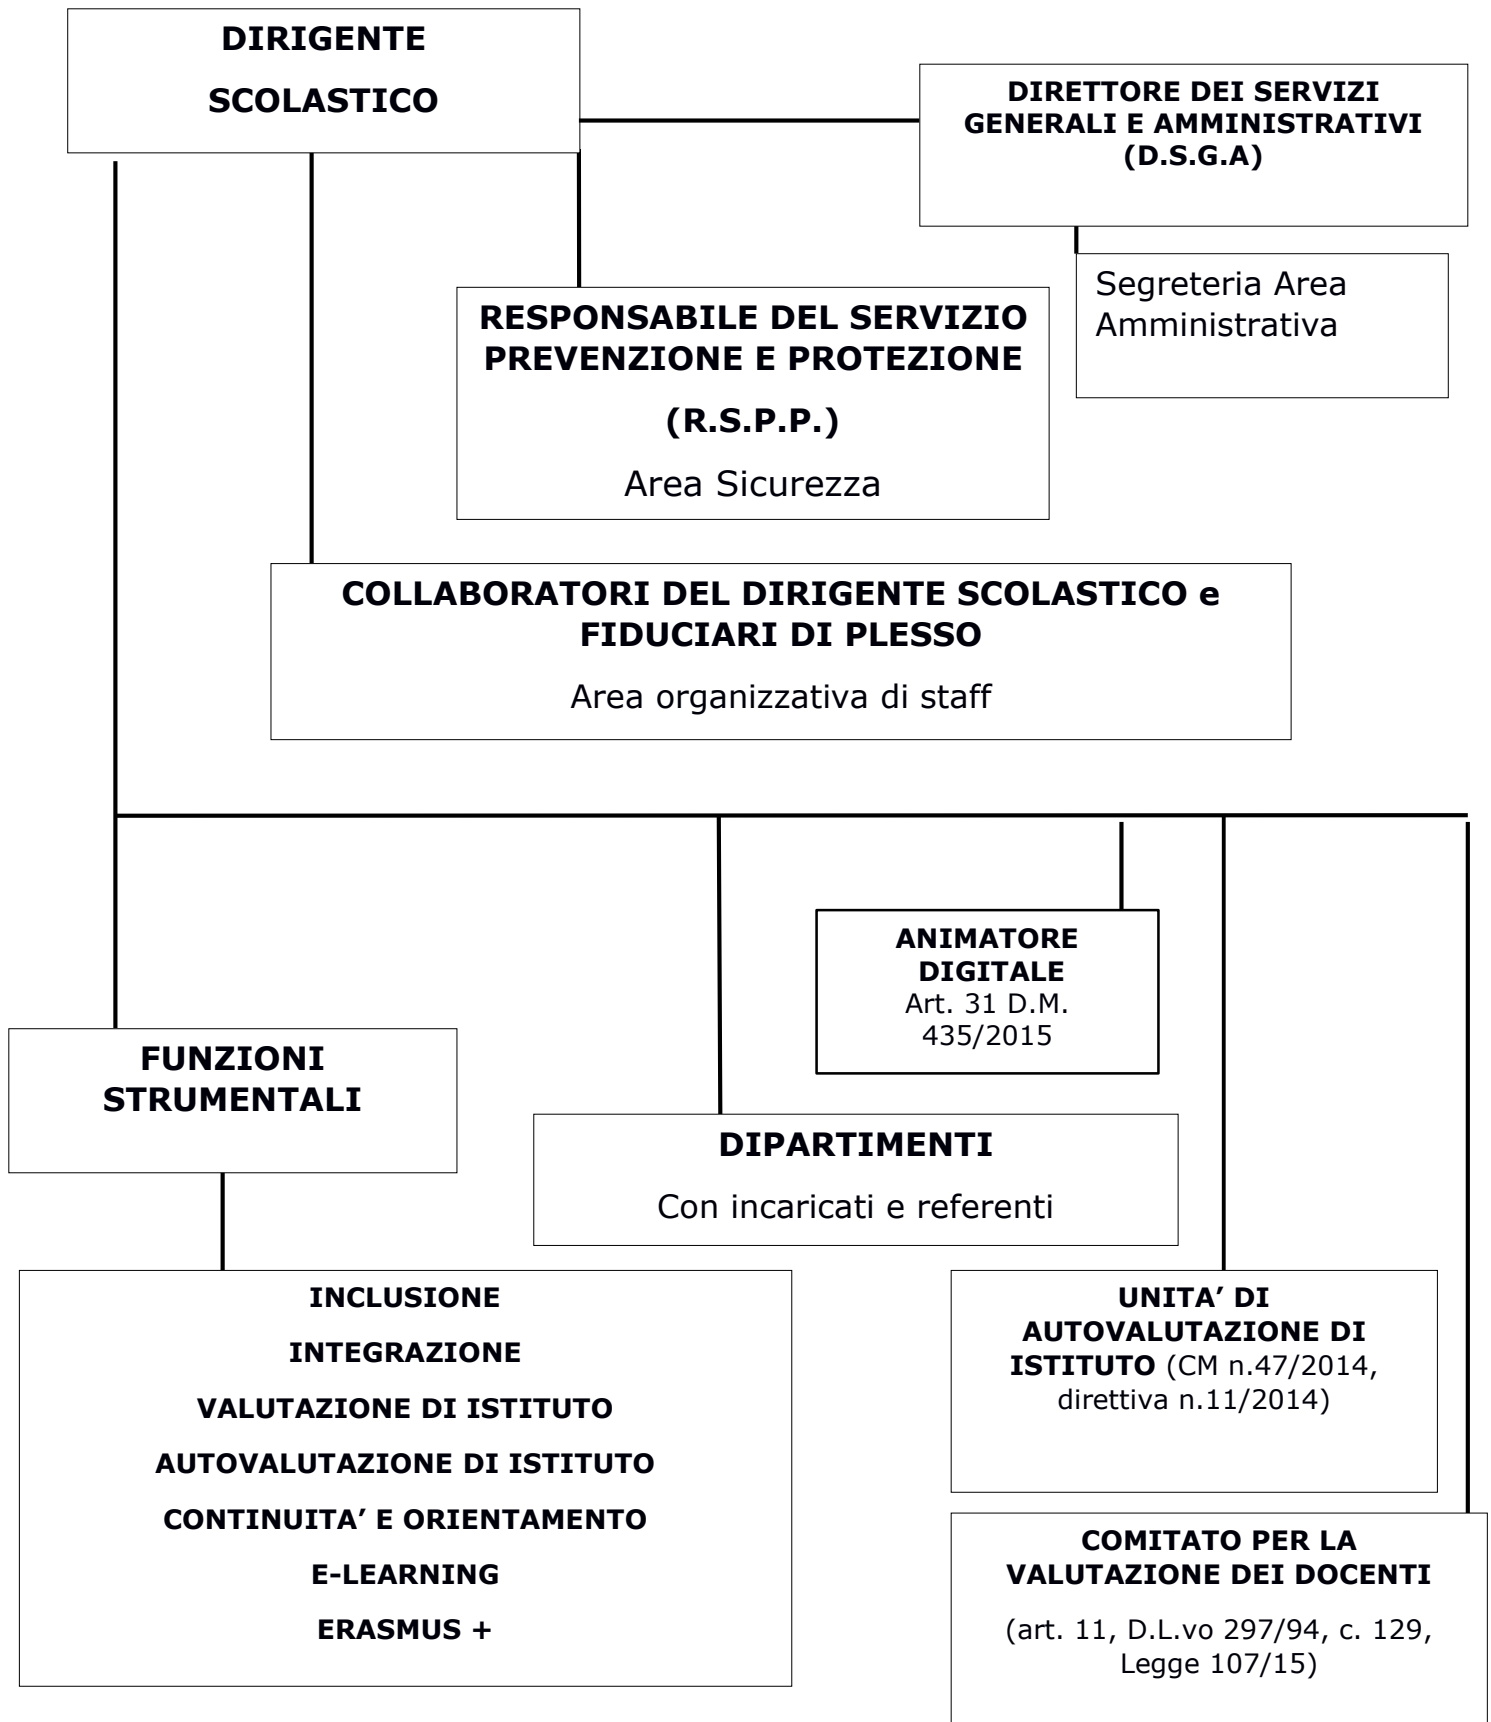 DIRIGENTE
SCOLASTICO
DIRETTORE DEI SERVIZI
GENERALI E AMMINISTRATIVI
(D.S.G.A)
Segreteria Area
Amministrativa
RESPONSABILE DEL SERVIZIO
PREVENZIONE E PROTEZIONE
(R.S.P.P.)
Area Sicurezza
COLLABORATORI DEL DIRIGENTE SCOLASTICO e
FIDUCIARI DI PLESSO
Area organizzativa di staff
ANIMATORE
DIGITALE
Art. 31 D.M.
435/2015
FUNZIONI
STRUMENTALI
DIPARTIMENTI
Con incaricati e referenti
INCLUSIONE
INTEGRAZIONE
VALUTAZIONE DI ISTITUTO
AUTOVALUTAZIONE DI ISTITUTO
CONTINUITA’ E ORIENTAMENTO
E-LEARNING
ERASMUS +
UNITA’ DI
AUTOVALUTAZIONE DI
ISTITUTO (CM n.47/2014,
direttiva n.11/2014)
COMITATO PER LA
VALUTAZIONE DEI DOCENTI
(art. 11, D.L.vo 297/94, c. 129,
Legge 107/15)